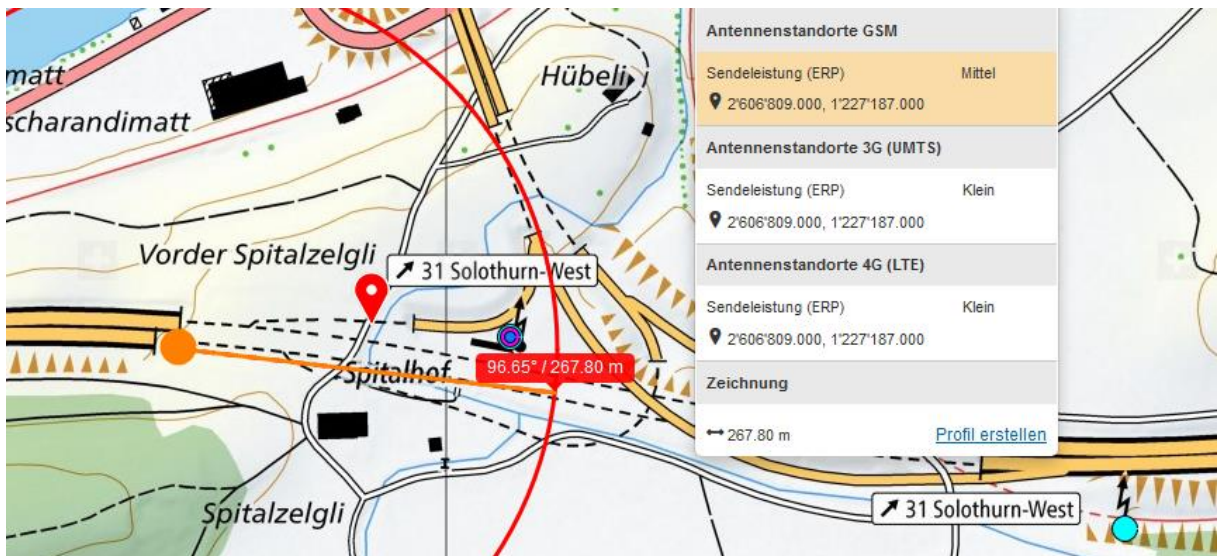 matt
scharandimatt
Hübeli
Vorder Spitalzelgli
↗ 31 Solothurn-West
96.65° / 267.80 m
Spitalhof
Spitalzelgli
↗ 31 Solothurn-West
Antennenstandorte GSM
Sendeleistung (ERP) Mittel
2'606'809.000, 1'227'187.000
Antennenstandorte 3G (UMTS)
Sendeleistung (ERP) Klein
2'606'809.000, 1'227'187.000
Antennenstandorte 4G (LTE)
Sendeleistung (ERP) Klein
2'606'809.000, 1'227'187.000
Zeichnung
↔ 267.80 m Profil erstellen